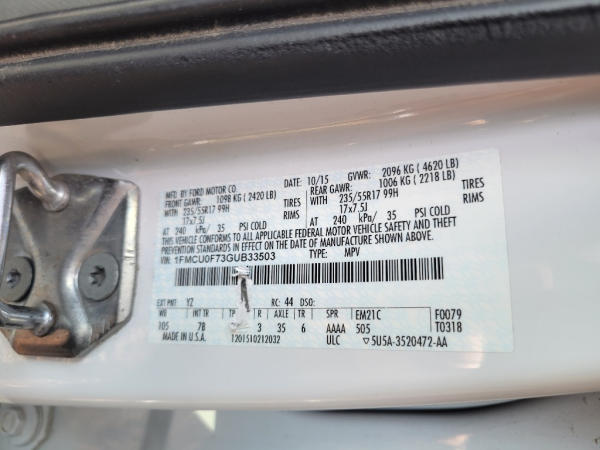 MFD. BY FORD MOTOR CO.
DATE: 10/15 GVWR: 2096 KG ( 4620 LB)
FRONT GAWR: 1098 KG ( 2420 LB) REAR GAWR: 1006 KG ( 2218 LB)
WITH 235/55R17 99H TIRES WITH 235/55R17 99H TIRES
17x7.5J RIMS 17x7.5J RIMS
AT 240 kPa/ 35 PSI COLD AT 240 kPa/ 35 PSI COLD
THIS VEHICLE CONFORMS TO ALL APPLICABLE FEDERAL MOTOR VEHICLE SAFETY AND THEFT
PREVENTION STANDARDS IN EFFECT ON THE DATE OF MANUFACTURE SHOWN ABOVE.
VIN: 1FMCU0F73GUB33503 TYPE: MPV
EXT PNT: YZ RC: 44 DSO:
WB INT TR TP R AXLE TR SPR EM21C F0079
105 7B 3 35 6 AAAA 505 T0318
MADE IN U.S.A. 1201510212032 ULC ▽5U5A-3520472-AA